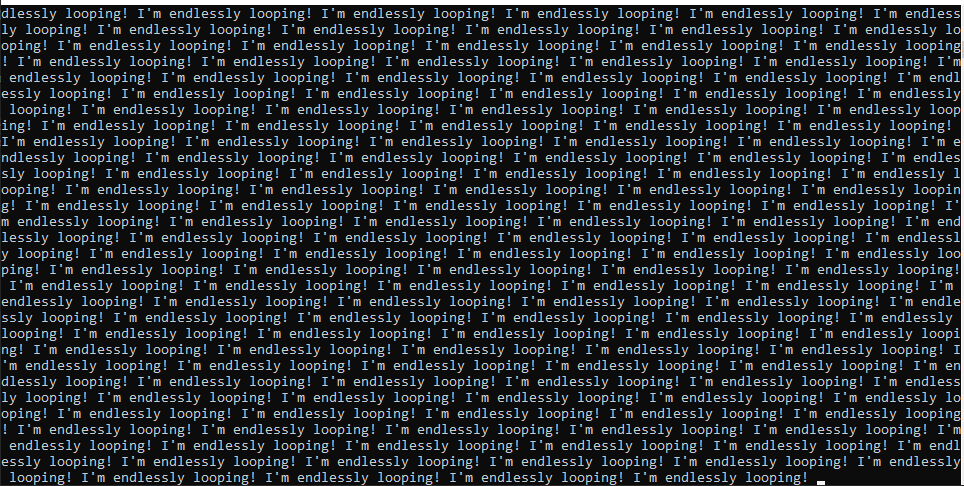 dlessly looping! I'm endlessly looping! I'm endlessly looping! I'm endlessly looping! I'm endlessly looping! I'm endless
ly looping! I'm endlessly looping! I'm endlessly looping! I'm endlessly looping! I'm endlessly looping! I'm endlessly lo
oping! I'm endlessly looping! I'm endlessly looping! I'm endlessly looping! I'm endlessly looping! I'm endlessly looping
! I'm endlessly looping! I'm endlessly looping! I'm endlessly looping! I'm endlessly looping! I'm endlessly looping! I'm
 endlessly looping! I'm endlessly looping! I'm endlessly looping! I'm endlessly looping! I'm endlessly looping! I'm endl
essly looping! I'm endlessly looping! I'm endlessly looping! I'm endlessly looping! I'm endlessly looping! I'm endlessly
 looping! I'm endlessly looping! I'm endlessly looping! I'm endlessly looping! I'm endlessly looping! I'm endlessly loop
ing! I'm endlessly looping! I'm endlessly looping! I'm endlessly looping! I'm endlessly looping! I'm endlessly looping!
I'm endlessly looping! I'm endlessly looping! I'm endlessly looping! I'm endlessly looping! I'm endlessly looping! I'm e
ndlessly looping! I'm endlessly looping! I'm endlessly looping! I'm endlessly looping! I'm endlessly looping! I'm endles
sly looping! I'm endlessly looping! I'm endlessly looping! I'm endlessly looping! I'm endlessly looping! I'm endlessly l
ooping! I'm endlessly looping! I'm endlessly looping! I'm endlessly looping! I'm endlessly looping! I'm endlessly loopin
g! I'm endlessly looping! I'm endlessly looping! I'm endlessly looping! I'm endlessly looping! I'm endlessly looping! I'
m endlessly looping! I'm endlessly looping! I'm endlessly looping! I'm endlessly looping! I'm endlessly looping! I'm end
lessly looping! I'm endlessly looping! I'm endlessly looping! I'm endlessly looping! I'm endlessly looping! I'm endlessl
y looping! I'm endlessly looping! I'm endlessly looping! I'm endlessly looping! I'm endlessly looping! I'm endlessly loo
ping! I'm endlessly looping! I'm endlessly looping! I'm endlessly looping! I'm endlessly looping! I'm endlessly looping!
 I'm endlessly looping! I'm endlessly looping! I'm endlessly looping! I'm endlessly looping! I'm endlessly looping! I'm
endlessly looping! I'm endlessly looping! I'm endlessly looping! I'm endlessly looping! I'm endlessly looping! I'm endle
ssly looping! I'm endlessly looping! I'm endlessly looping! I'm endlessly looping! I'm endlessly looping! I'm endlessly
looping! I'm endlessly looping! I'm endlessly looping! I'm endlessly looping! I'm endlessly looping! I'm endlessly loopi
ng! I'm endlessly looping! I'm endlessly looping! I'm endlessly looping! I'm endlessly looping! I'm endlessly looping! I
'm endlessly looping! I'm endlessly looping! I'm endlessly looping! I'm endlessly looping! I'm endlessly looping! I'm en
dlessly looping! I'm endlessly looping! I'm endlessly looping! I'm endlessly looping! I'm endlessly looping! I'm endless
ly looping! I'm endlessly looping! I'm endlessly looping! I'm endlessly looping! I'm endlessly looping! I'm endlessly lo
oping! I'm endlessly looping! I'm endlessly looping! I'm endlessly looping! I'm endlessly looping! I'm endlessly looping
! I'm endlessly looping! I'm endlessly looping! I'm endlessly looping! I'm endlessly looping! I'm endlessly looping! I'm
 endlessly looping! I'm endlessly looping! I'm endlessly looping! I'm endlessly looping! I'm endlessly looping! I'm endl
essly looping! I'm endlessly looping! I'm endlessly looping! I'm endlessly looping! I'm endlessly looping! I'm endlessly
 looping! I'm endlessly looping! I'm endlessly looping! I'm endlessly looping! I'm endlessly looping!